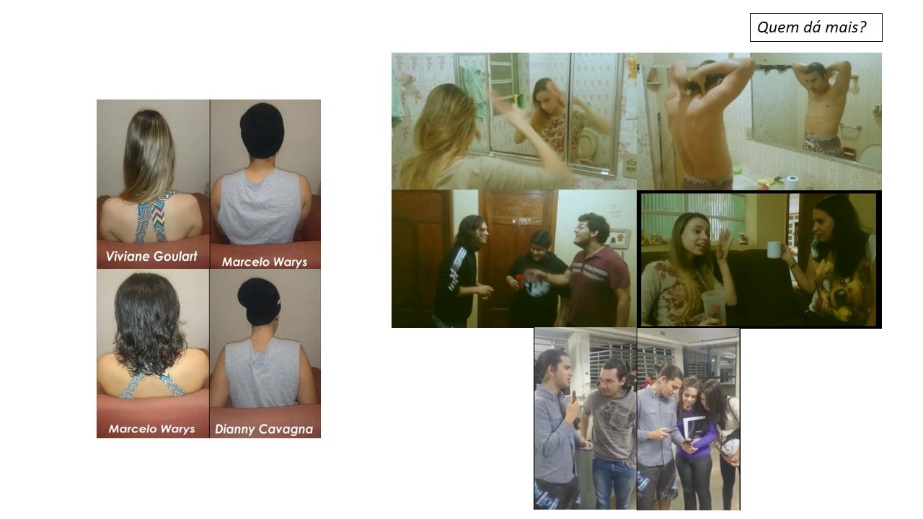 Quem dá mais?
Viviane Goulart
Marcelo Warys
Marcelo Warys
Dianny Cavagna